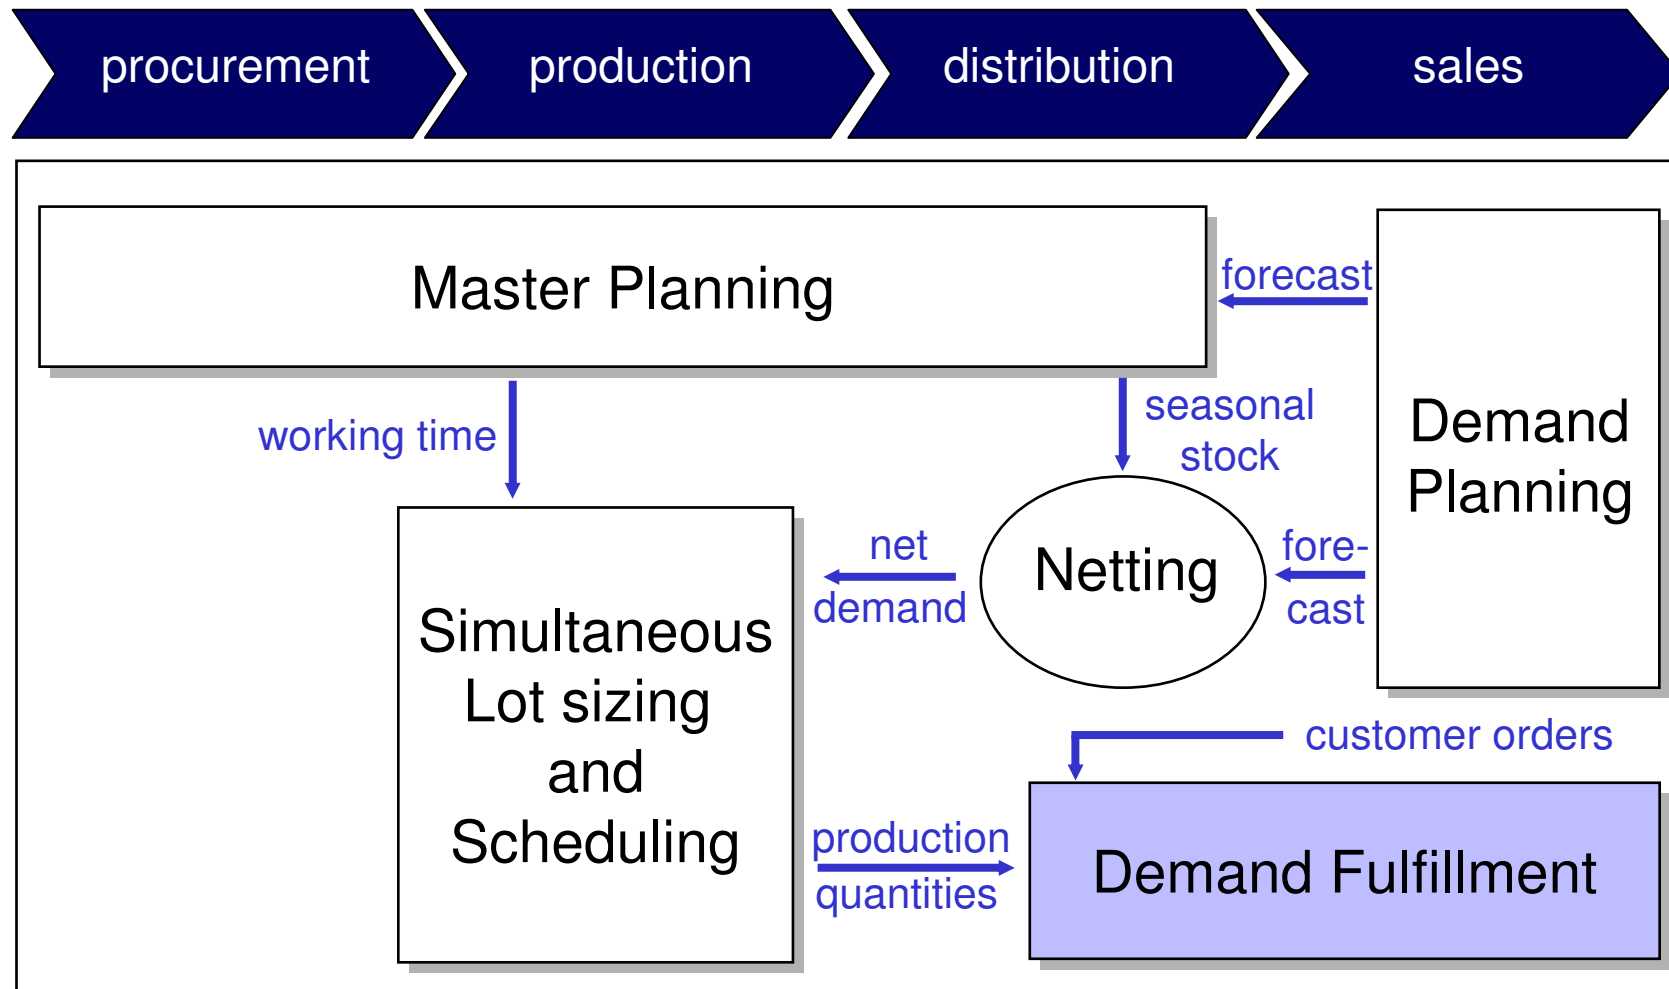 procurement
production
distribution
sales
Master Planning
forecast
Demand
Planning
working time
seasonal
stock
Simultaneous
Lot sizing
and
Scheduling
net
demand
Netting
fore-
cast
customer orders
production
quantities
Demand Fulfillment